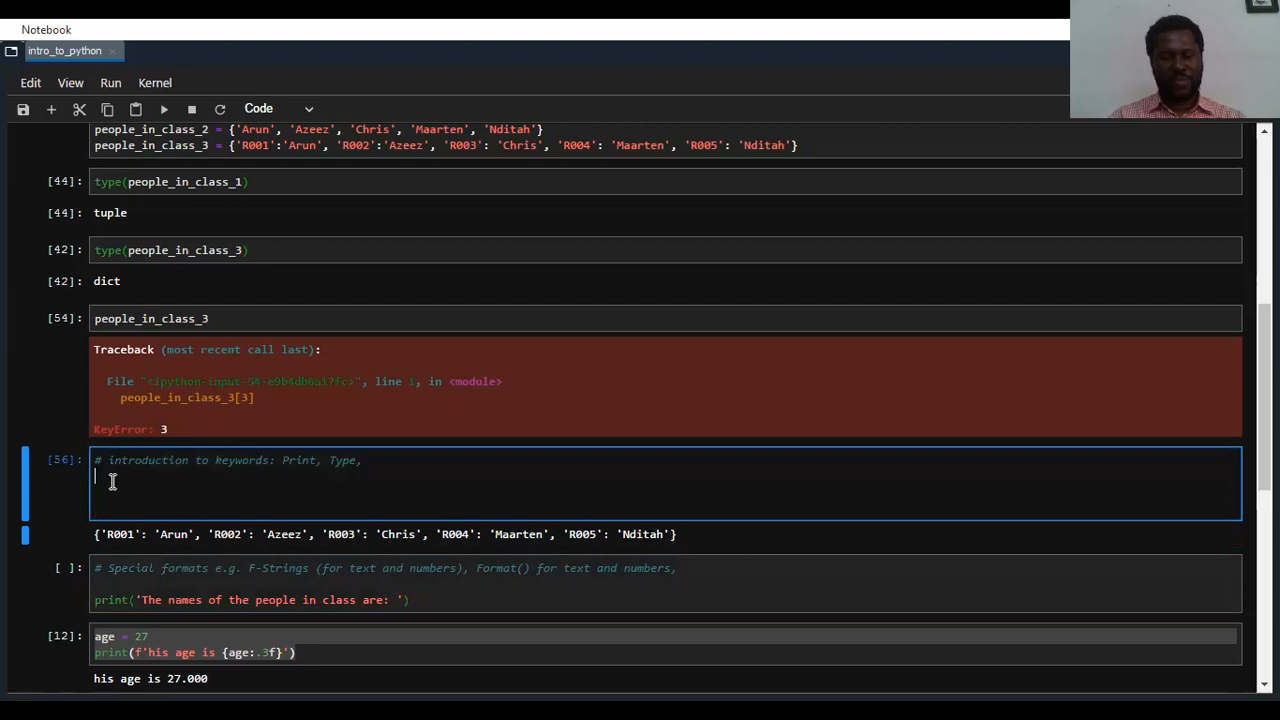 Notebook
intro_to_python ×
Edit View Run Kernel
Code
people_in_class_2 = {'Arun', 'Azeez', 'Chris', 'Maarten', 'Nditah'}
people_in_class_3 = {'R001':'Arun', 'R002':'Azeez', 'R003': 'Chris', 'R004': 'Maarten', 'R005': 'Nditah'}
[44]: type(people_in_class_1)
[44]: tuple
[42]: type(people_in_class_3)
[42]: dict
[54]: people_in_class_3
Traceback (most recent call last):
File "<ipython-input-54-e9b4db6a17fc>", line 1, in <module>
people_in_class_3[3]
KeyError: 3
[56]: # introduction to keywords: Print, Type,
{'R001': 'Arun', 'R002': 'Azeez', 'R003': 'Chris', 'R004': 'Maarten', 'R005': 'Nditah'}
[ ]: # Special formats e.g. F-Strings (for text and numbers), Format() for text and numbers,
print('The names of the people in class are: ')
[12]: age = 27
print(f'his age is {age:.3f}')
his age is 27.000